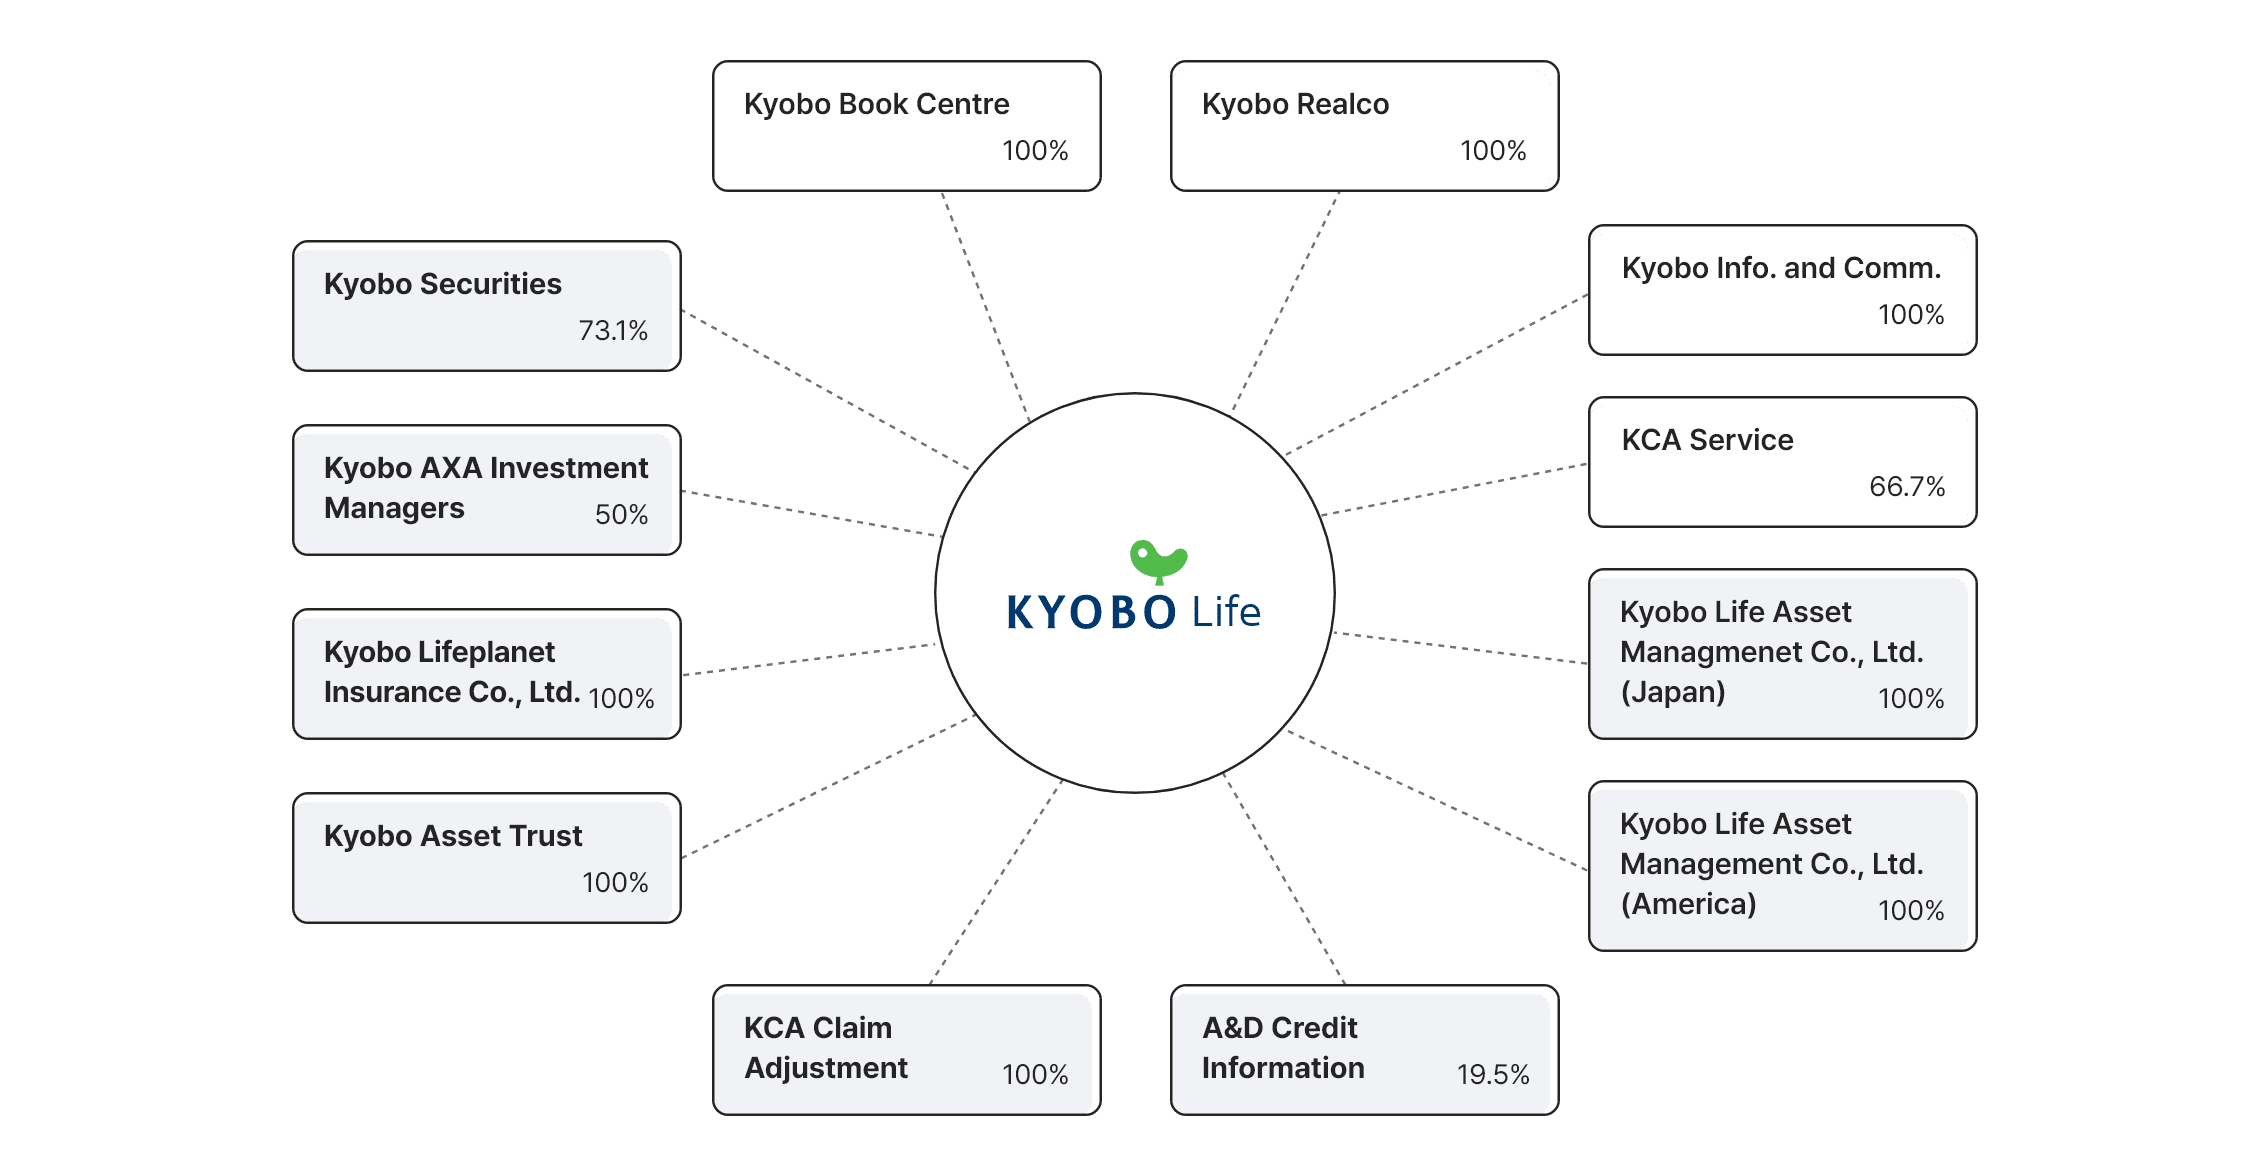 Kyobo Book Centre
100%
Kyobo Realco
100%
Kyobo Securities
73.1%
Kyobo Info. and Comm.
100%
Kyobo AXA Investment
Managers 50%
KCA Service
66.7%
KYOBO Life
Kyobo Lifeplanet
Insurance Co., Ltd. 100%
Kyobo Life Asset
Managmenet Co., Ltd.
(Japan) 100%
Kyobo Asset Trust
100%
Kyobo Life Asset
Management Co., Ltd.
(America) 100%
KCA Claim
Adjustment 100%
A&D Credit
Information 19.5%